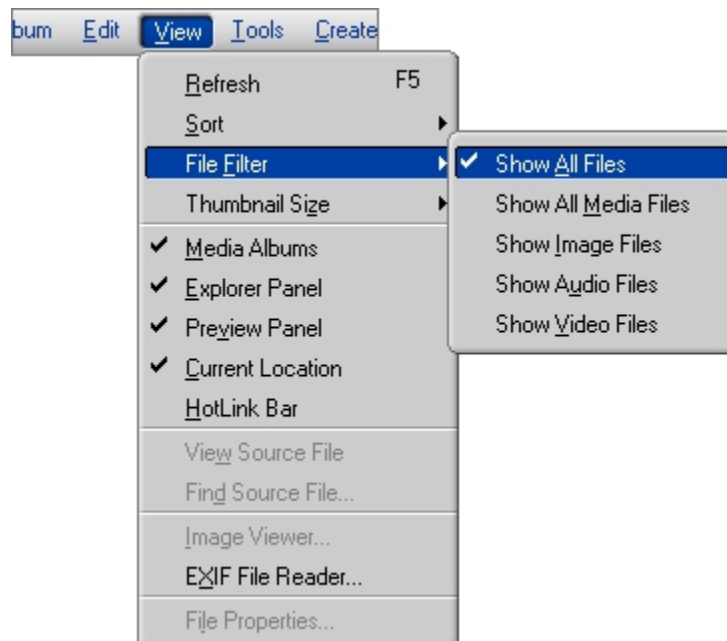 bum Edit View Tools Create
Refresh F5
Sort
File Filter
Thumbnail Size
Media Albums
Explorer Panel
Preview Panel
Current Location
HotLink Bar
View Source File
Find Source File...
Image Viewer...
EXIF File Reader...
File Properties...
Show All Files
Show All Media Files
Show Image Files
Show Audio Files
Show Video Files